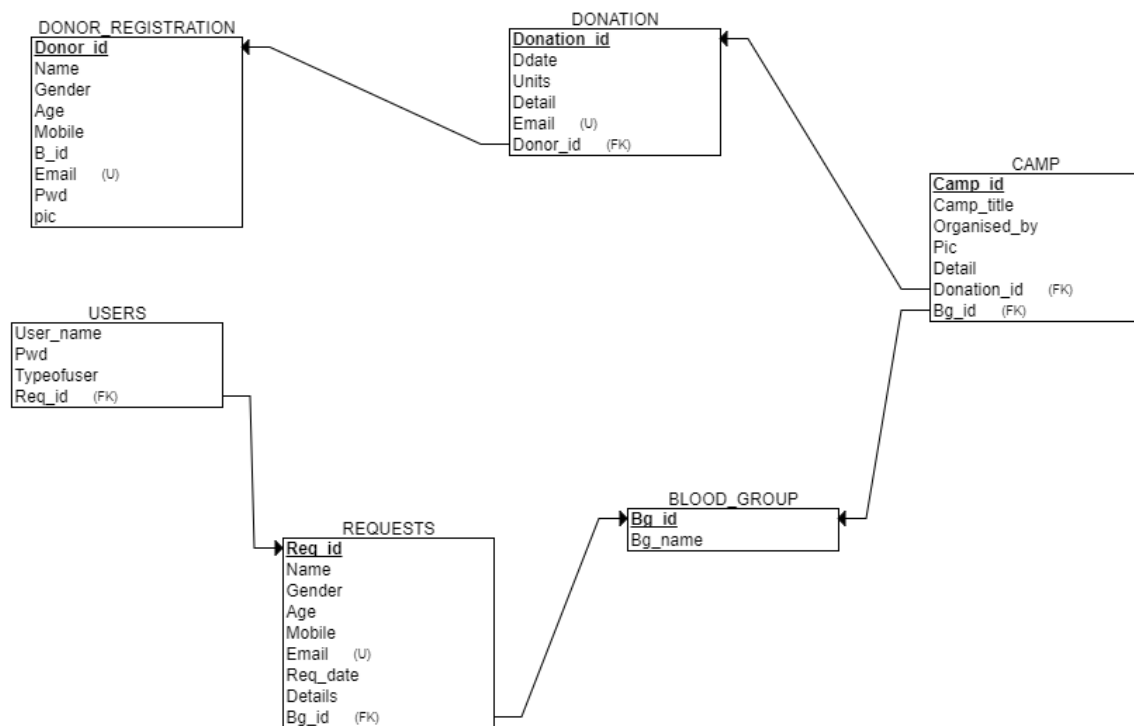 DONOR_REGISTRATION
Donor_id
Name
Gender
Age
Mobile
B_id
Email (U)
Pwd
pic
DONATION
Donation_id
Ddate
Units
Detail
Email (U)
Donor_id (FK)
CAMP
Camp_id
Camp_title
Organised_by
Pic
Detail
Donation_id (FK)
Bg_id (FK)
USERS
User_name
Pwd
Typeofuser
Req_id (FK)
REQUESTS
Req_id
Name
Gender
Age
Mobile
Email (U)
Req_date
Details
Bg_id (FK)
BLOOD_GROUP
Bg_id
Bg_name